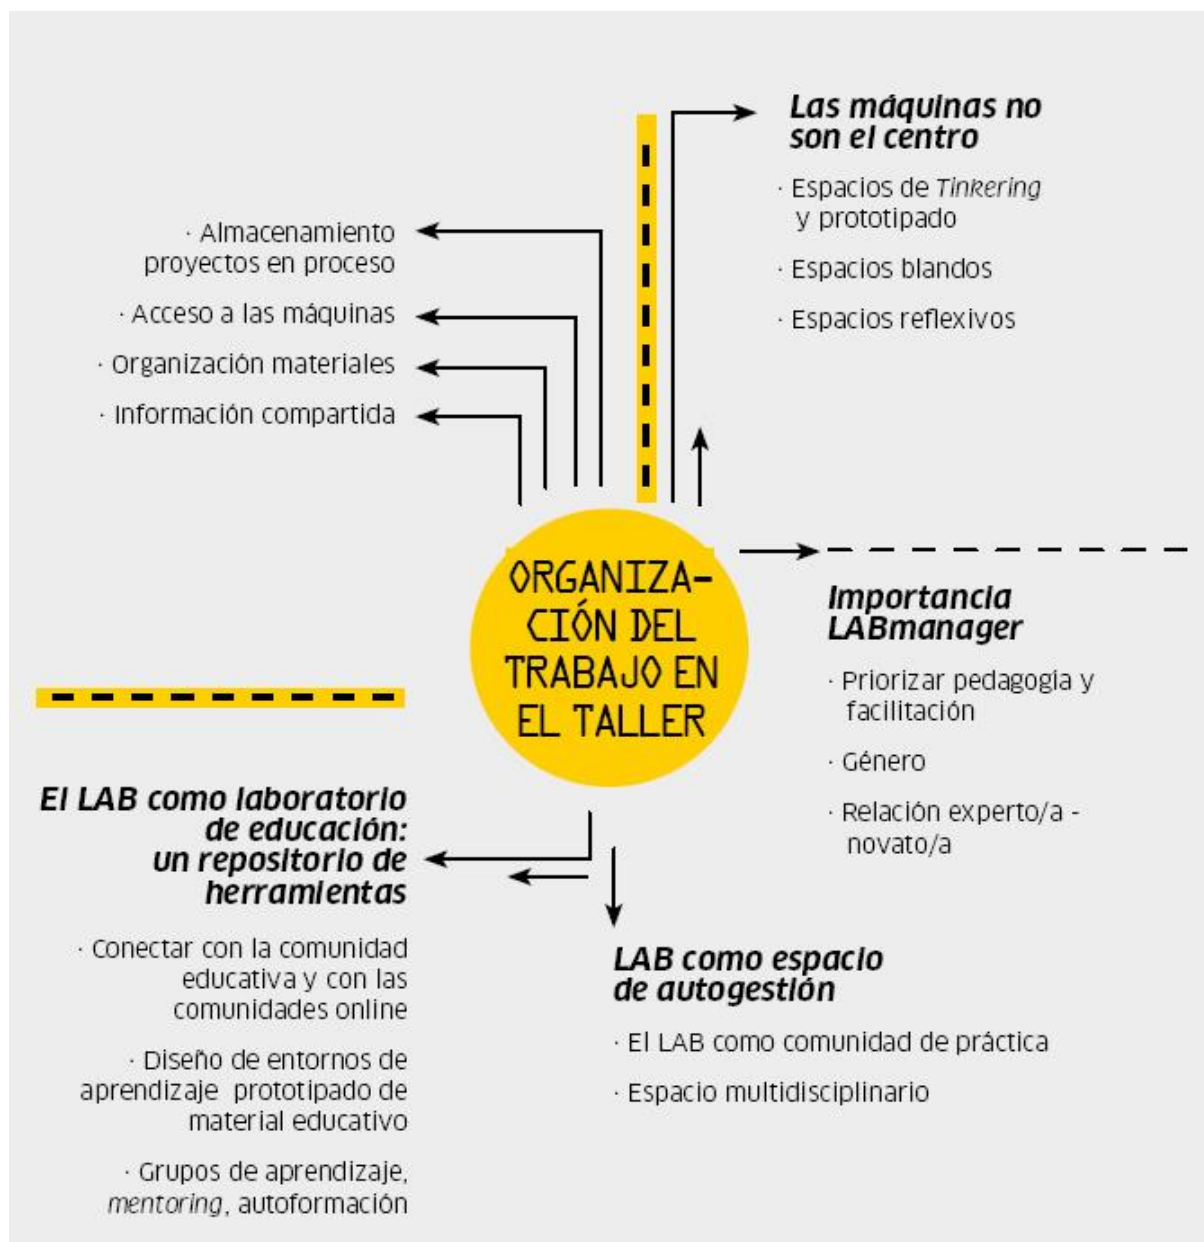 Las máquinas no
son el centro
· Espacios de Tinkering
y prototipado
· Espacios blandos
· Espacios reflexivos
· Almacenamiento
proyectos en proceso
· Acceso a las máquinas
· Organización materiales
· Información compartida
ORGANIZA-
CIÓN DEL
TRABAJO EN
EL TALLER
Importancia
LABmanager
· Priorizar pedagogía y
facilitación
· Género
· Relación experto/a -
novato/a
El LAB como laboratorio
de educación:
un repositorio de
herramientas
· Conectar con la comunidad
educativa y con las
comunidades online
· Diseño de entornos de
aprendizaje prototipado de
material educativo
· Grupos de aprendizaje,
mentoring, autoformación
LAB como espacio
de autogestión
· El LAB como comunidad de práctica
· Espacio multidisciplinario